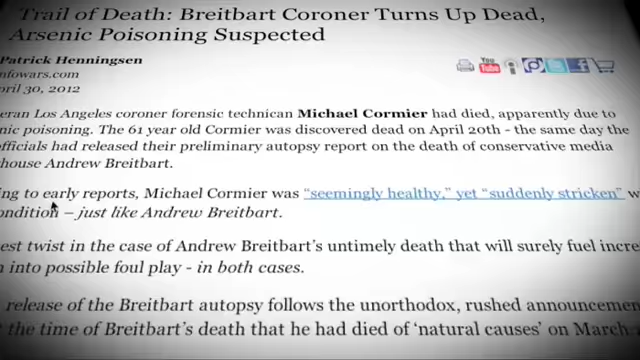 Trail of Death: Breitbart Coroner Turns Up Dead,
Arsenic Poisoning Suspected
Patrick Henningsen
nfowars.com
pril 30, 2012
You
Tube
eran Los Angeles coroner forensic technican Michael Cormier had died, apparently due to
nic poisoning. The 61 year old Cormier was discovered dead on April 20th - the same day the
officials had released their preliminary autopsy report on the death of conservative media
house Andrew Breitbart.
ing to early reports, Michael Cormier was "seemingly healthy," yet "suddenly stricken" w
ondition – just like Andrew Breitbart.
est twist in the case of Andrew Breitbart's untimely death that will surely fuel incre
n into possible foul play - in both cases.
release of the Breitbart autopsy follows the unorthodox, rushed announcemen
t the time of Breitbart's death that he had died of 'natural causes' on March